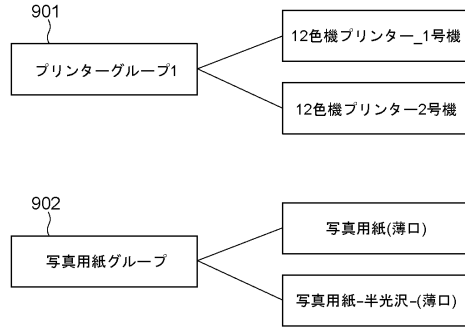 901
プリンターグループ1
12色機プリンター_1号機
12色機プリンター2号機
902
写真用紙グループ
写真用紙(薄口)
写真用紙-半光沢-(薄口)